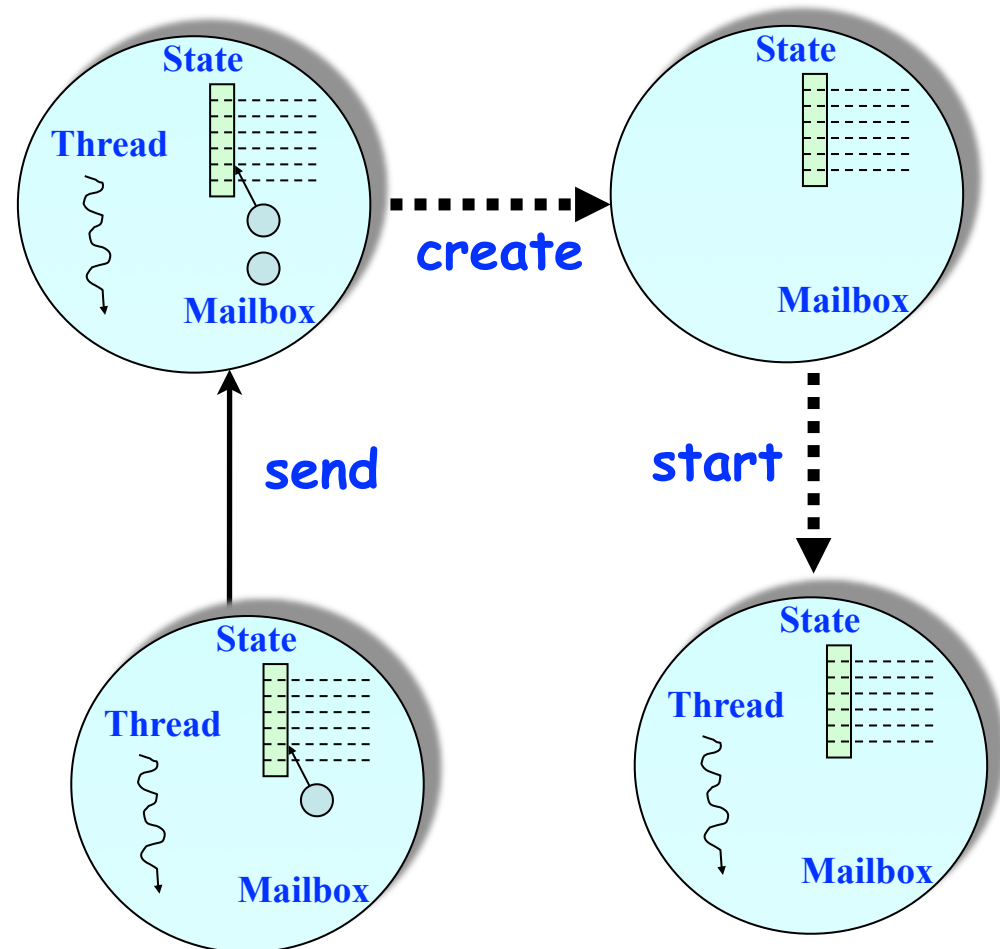 State
Thread
Mailbox
create
State
Mailbox
send
start
State
Thread
Mailbox
State
Thread
Mailbox